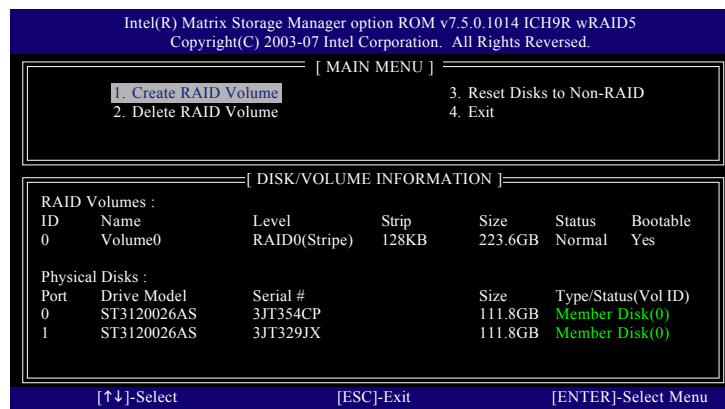 Intel(R) Matrix Storage Manager option ROM v7.5.0.1014 ICH9R wRAID5
Copyright(C) 2003-07 Intel Corporation.  All Rights Reversed.
[ MAIN MENU ]
1. Create RAID Volume 3. Reset Disks to Non-RAID
2. Delete RAID Volume 4. Exit
[ DISK/VOLUME INFORMATION ]
RAID Volumes :
ID Name Level Strip Size Status Bootable
0 Volume0 RAID0(Stripe) 128KB 223.6GB Normal Yes
Physical Disks :
Port Drive Model Serial # Size Type/Status(Vol ID)
0 ST3120026AS 3JT354CP 111.8GB Member Disk(0)
1 ST3120026AS 3JT329JX 111.8GB Member Disk(0)
[↑↓]-Select [ESC]-Exit [ENTER]-Select Menu